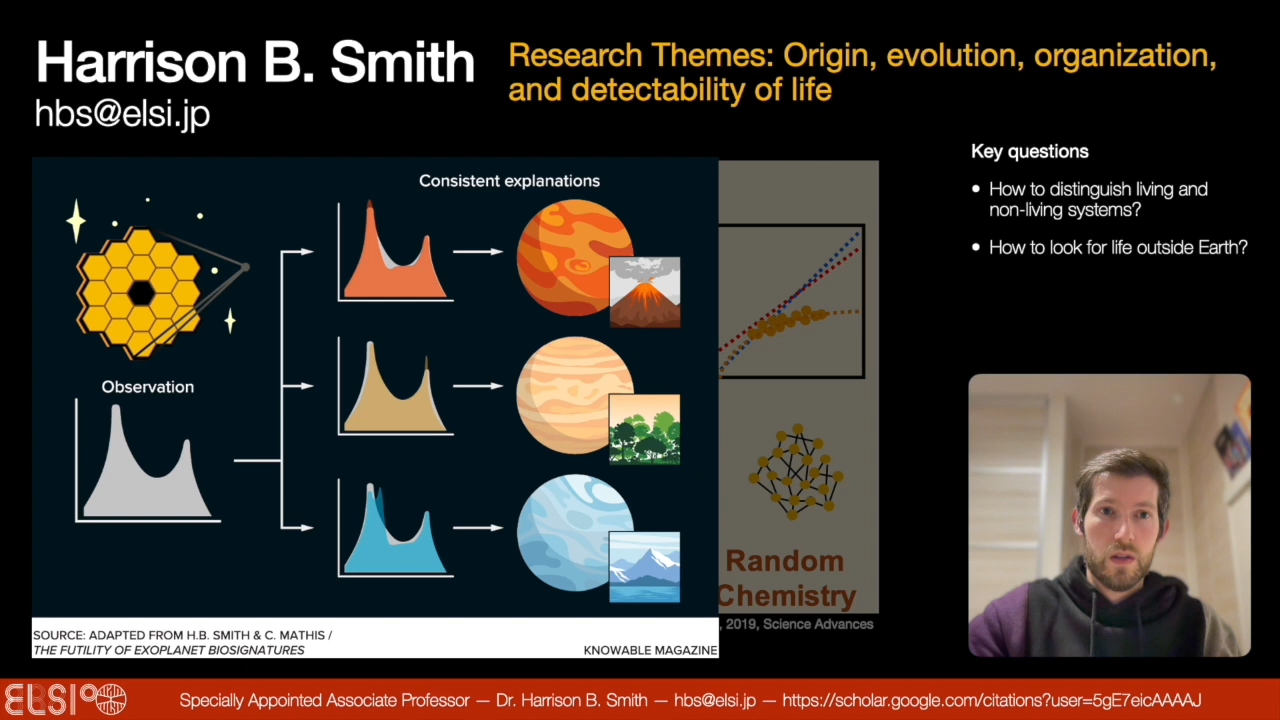 Harrison B. Smith
hbs@elsi.jp
Research Themes: Origin, evolution, organization,
and detectability of life
Key questions
• How to distinguish living and
non-living systems?
• How to look for life outside Earth?
Consistent explanations
Observation
Random
Chemistry
, 2019, Science Advances
SOURCE: ADAPTED FROM H.B. SMITH & C. MATHIS /
THE FUTILITY OF EXOPLANET BIOSIGNATURES
KNOWABLE MAGAZINE
ELSI
Specially Appointed Associate Professor — Dr. Harrison B. Smith — hbs@elsi.jp — https://scholar.google.com/citations?user=5gE7eicAAAAJ